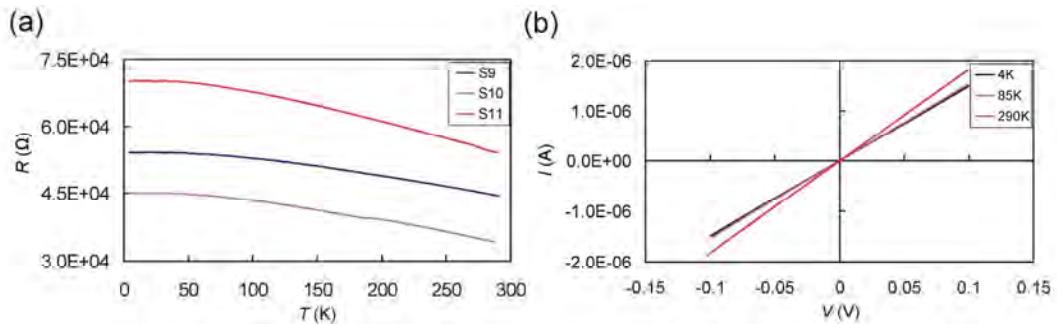 (a)
7.5E+04
6.0E+04
4.5E+04
3.0E+04
R (Ω)
S9
S10
S11
0
50
100
150
200
250
300
T (K)
(b)
2.0E-06
1.0E-06
0.0E+00
-1.0E-06
-2.0E-06
I (A)
4K
85K
290K
-0.15
-0.1
-0.05
0
0.05
0.1
0.15
V (V)